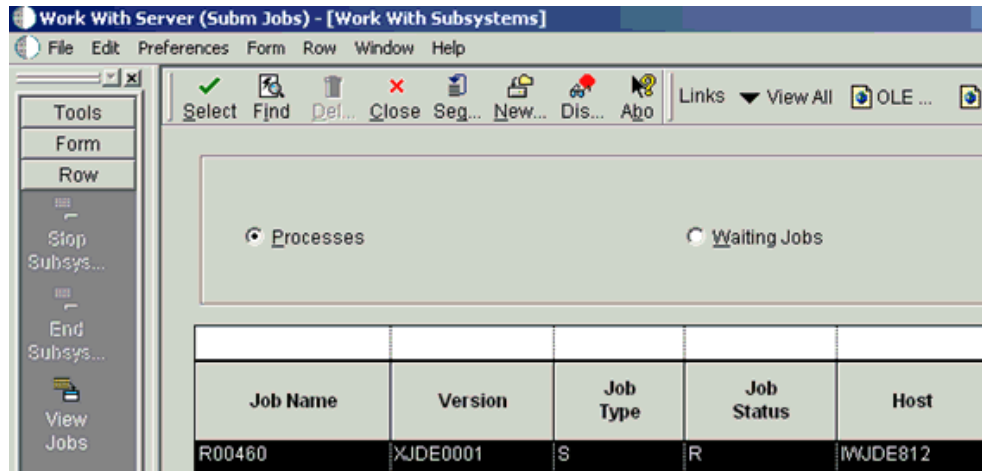 Work With Server (Subm Jobs) - [Work With Subsystems]
File Edit Preferences Form Row Window Help
Select Find Del... Close Seq... New... Dis... Abo Links View All OLE ...
Tools
Form
Row
Stop
Subsys...
End
Subsys...
View
Jobs
Processes Waiting Jobs
Job Name Version Job Type Job Status Host
R00460 XJDE0001 S R IWJDE812